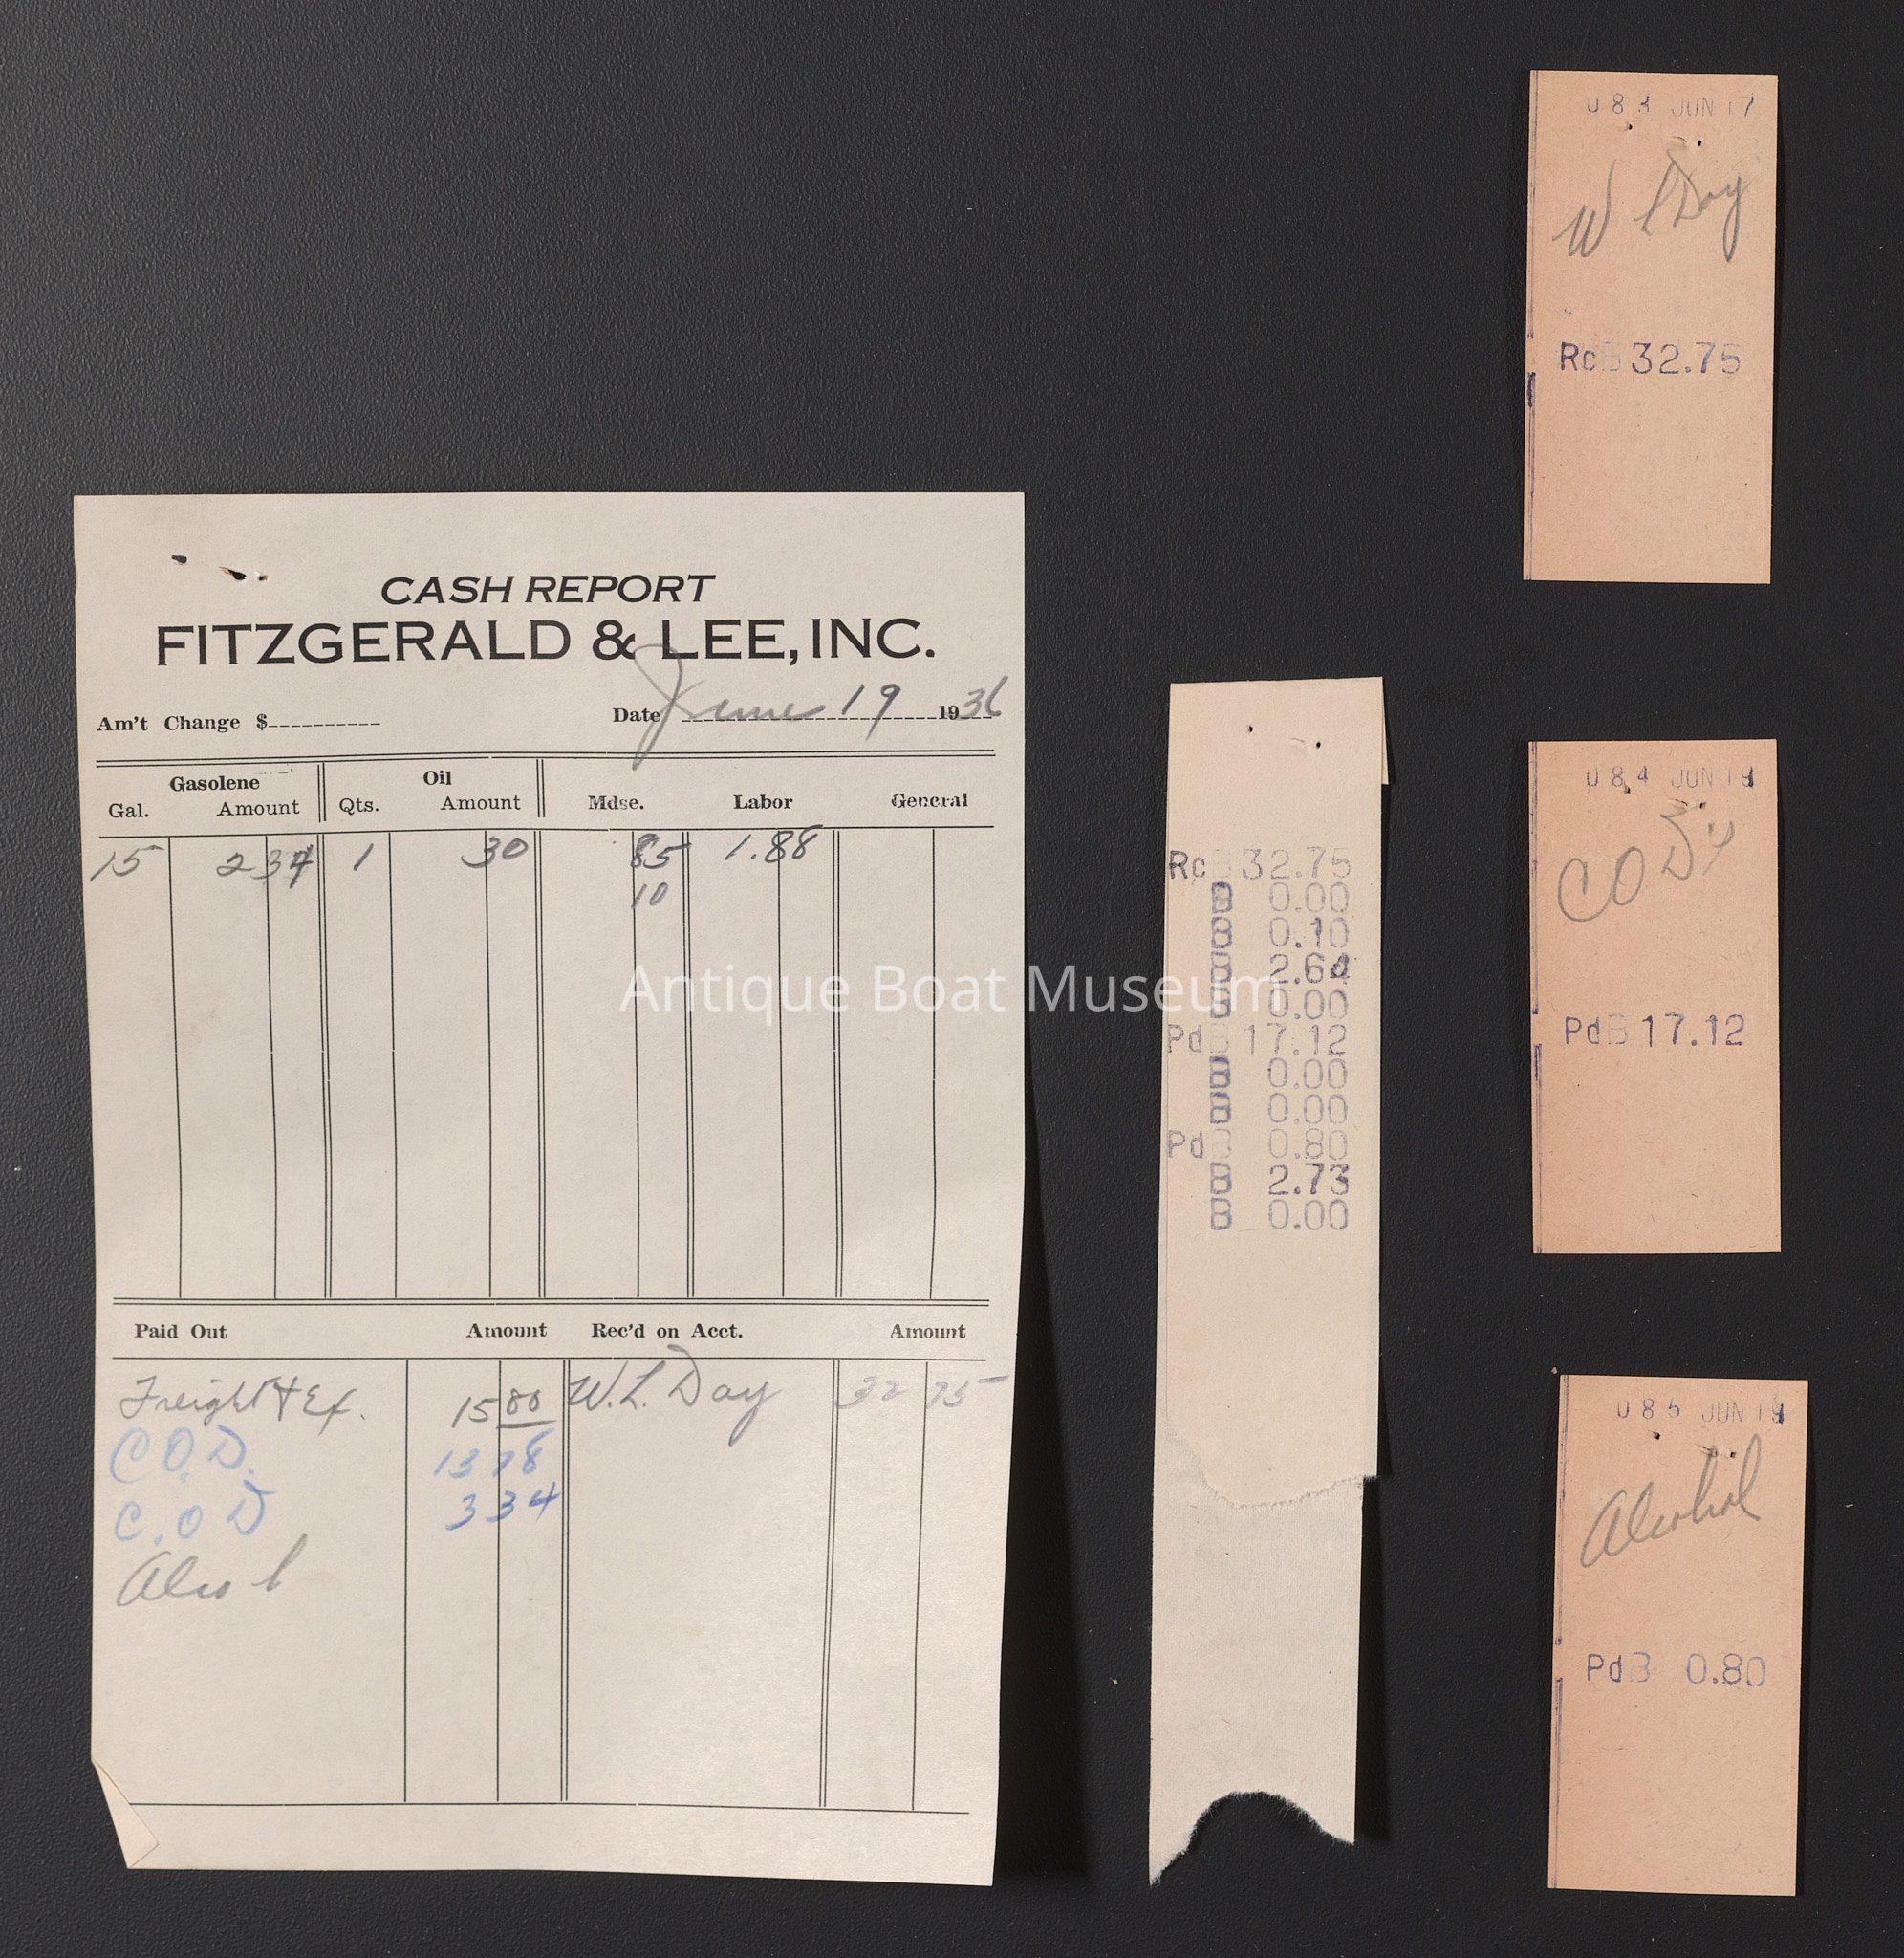 CASH REPORT
FITZGERALD & LEE, INC.
Am't Change $ Date June 19 1936
Gasolene Oil
Gal. Amount Qts. Amount Mdse. Labor General
15 2 34 1 30 85 1.88
10
Paid Out Amount Rec'd on Acct. Amount
Freight & Ex. 15 00 W.L. Day 32 75
C.O.D. 13 78
C.O.D 3 34
Rc 32.75
B 0.00
B 0.10
B 2.64
B 0.00
Pd B 17.12
B 0.00
B 0.00
Pd B 0.80
B 2.73
B 0.00
JUN 17
W L Day
Rc B 32.75
084 JUN 19
COD
Pd B 17.12
085 JUN 19
Alcohol
Pd B 0.80
Antique Boat Museum